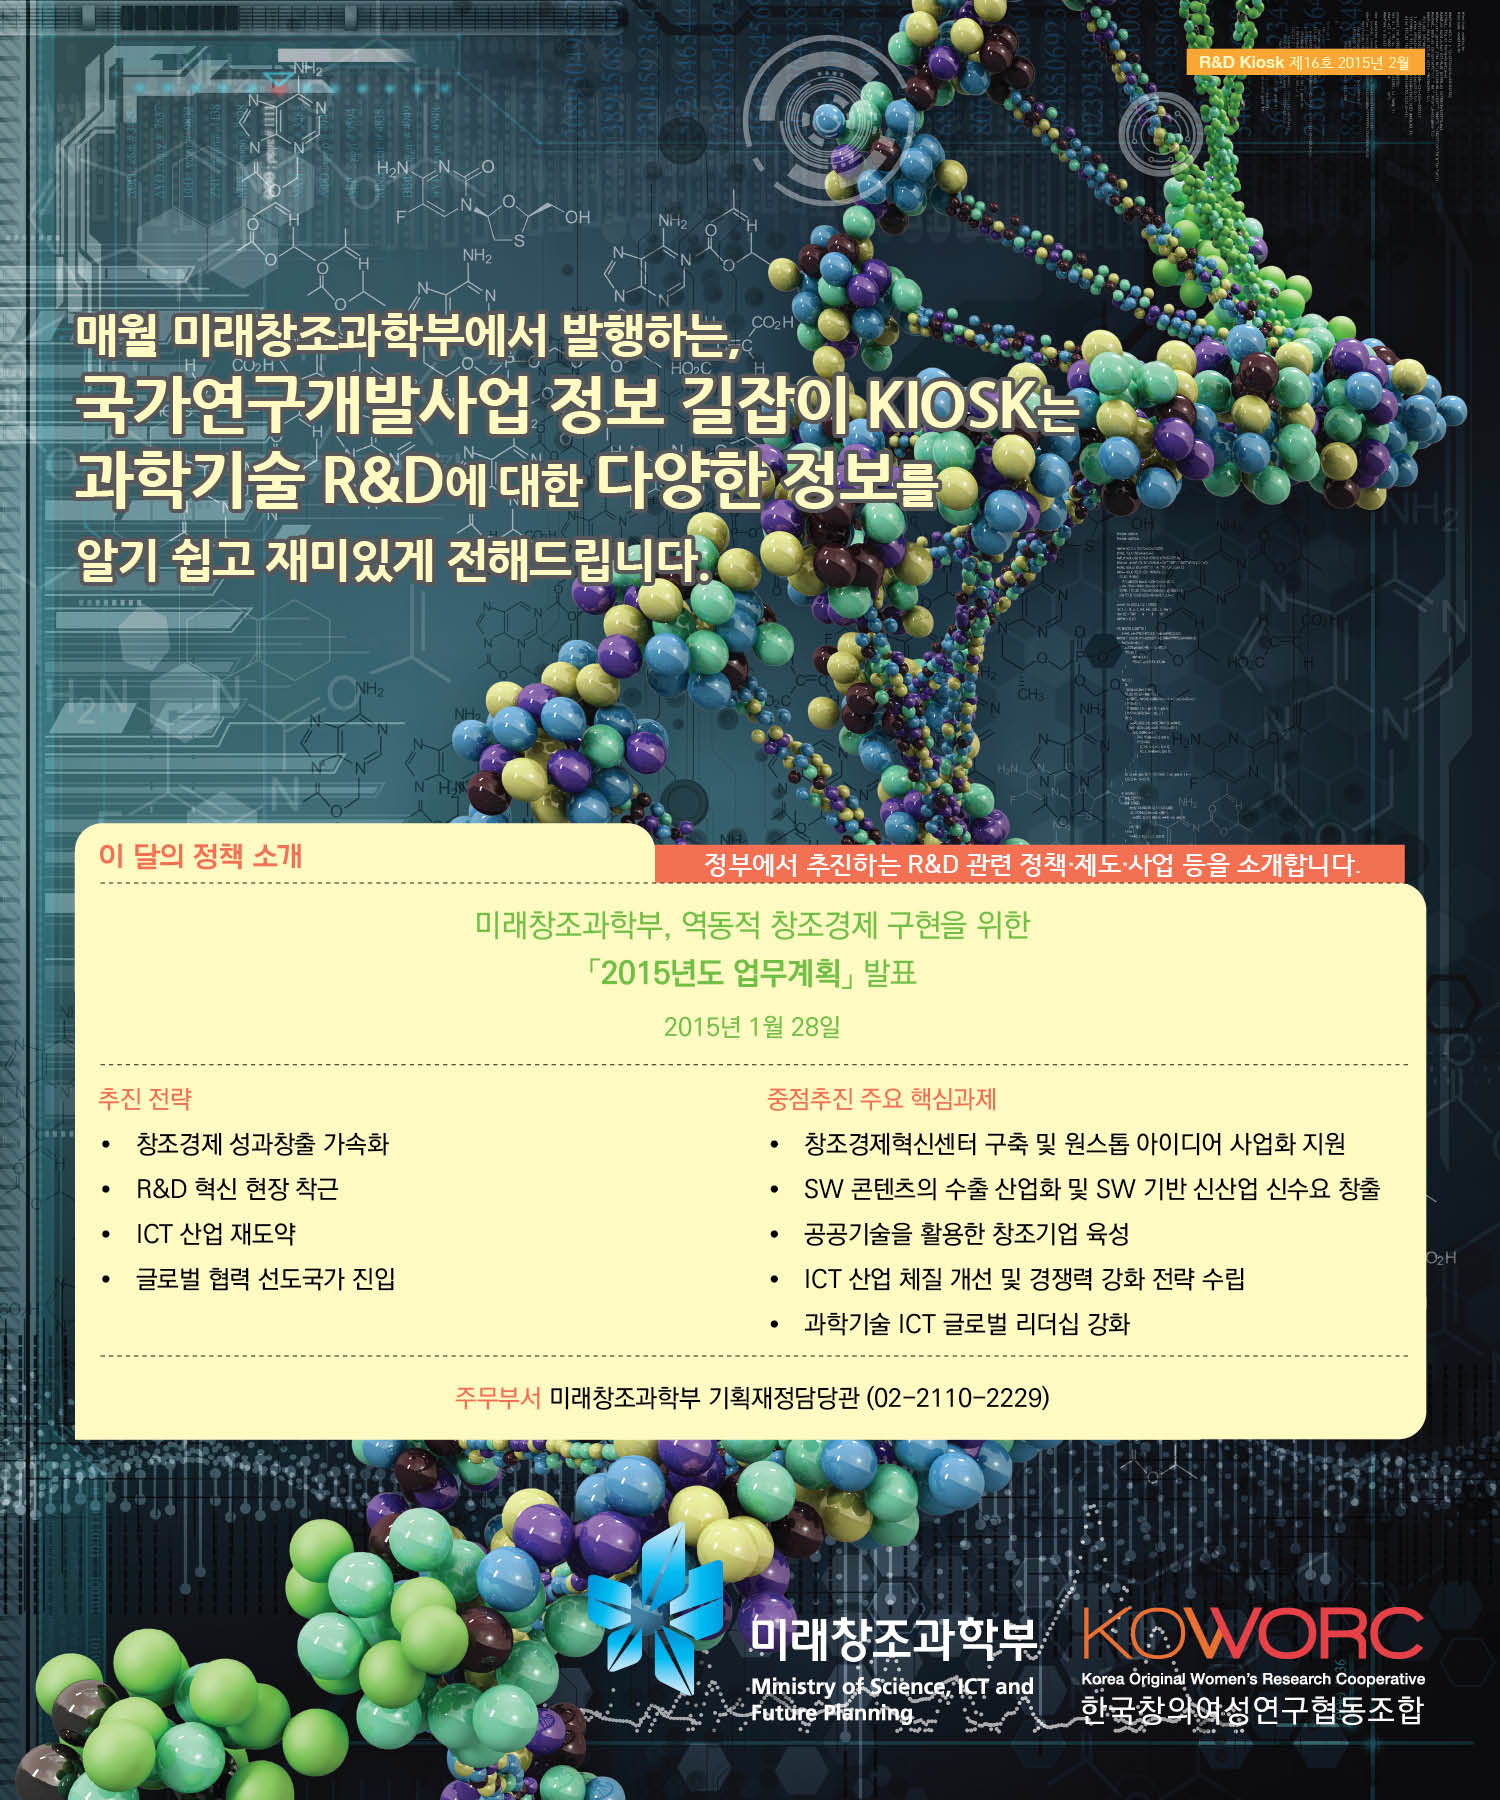 R&D Kiosk 제16호 2015년 2월
매월 미래창조과학부에서 발행하는,
국가연구개발사업 정보 길잡이 KIOSK는
과학기술 R&D에 대한 다양한 정보를
알기 쉽고 재미있게 전해드립니다.
이 달의 정책 소개
정부에서 추진하는 R&D 관련 정책·제도·사업 등을 소개합니다.
미래창조과학부, 역동적 창조경제 구현을 위한
「2015년도 업무계획」 발표
2015년 1월 28일
추진 전략
• 창조경제 성과창출 가속화
• R&D 혁신 현장 착근
• ICT 산업 재도약
• 글로벌 협력 선도국가 진입
중점추진 주요 핵심과제
• 창조경제혁신센터 구축 및 원스톱 아이디어 사업화 지원
• SW 콘텐츠의 수출 산업화 및 SW 기반 신산업 신수요 창출
• 공공기술을 활용한 창조기업 육성
• ICT 산업 체질 개선 및 경쟁력 강화 전략 수립
• 과학기술 ICT 글로벌 리더십 강화
주무부서 미래창조과학부 기획재정담당관 (02-2110-2229)
미래창조과학부
Ministry of Science, ICT and
Future Planning
KOWORC
Korea Original Women's Research Cooperative
한국창의여성연구협동조합